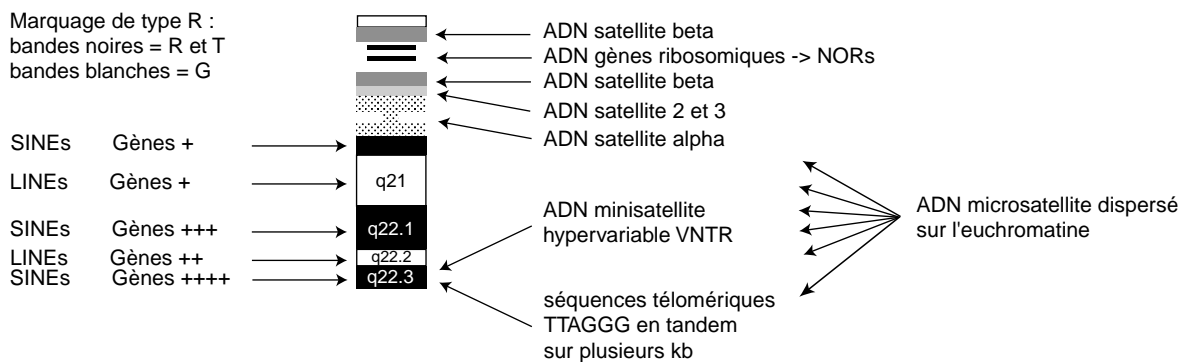 Marquage de type R :
bandes noires = R et T
bandes blanches = G
ADN satellite beta
ADN gènes ribosomiques -> NORs
ADN satellite beta
ADN satellite 2 et 3
ADN satellite alpha
SINEs Gènes +
LINEs Gènes +
q21
SINEs Gènes +++
q22.1
LINEs Gènes ++
q22.2
SINEs Gènes ++++
q22.3
ADN minisatellite
hypervariable VNTR
séquences télomériques
TTAGGG en tandem
sur plusieurs kb
ADN microsatellite dispersé
sur l'euchromatine